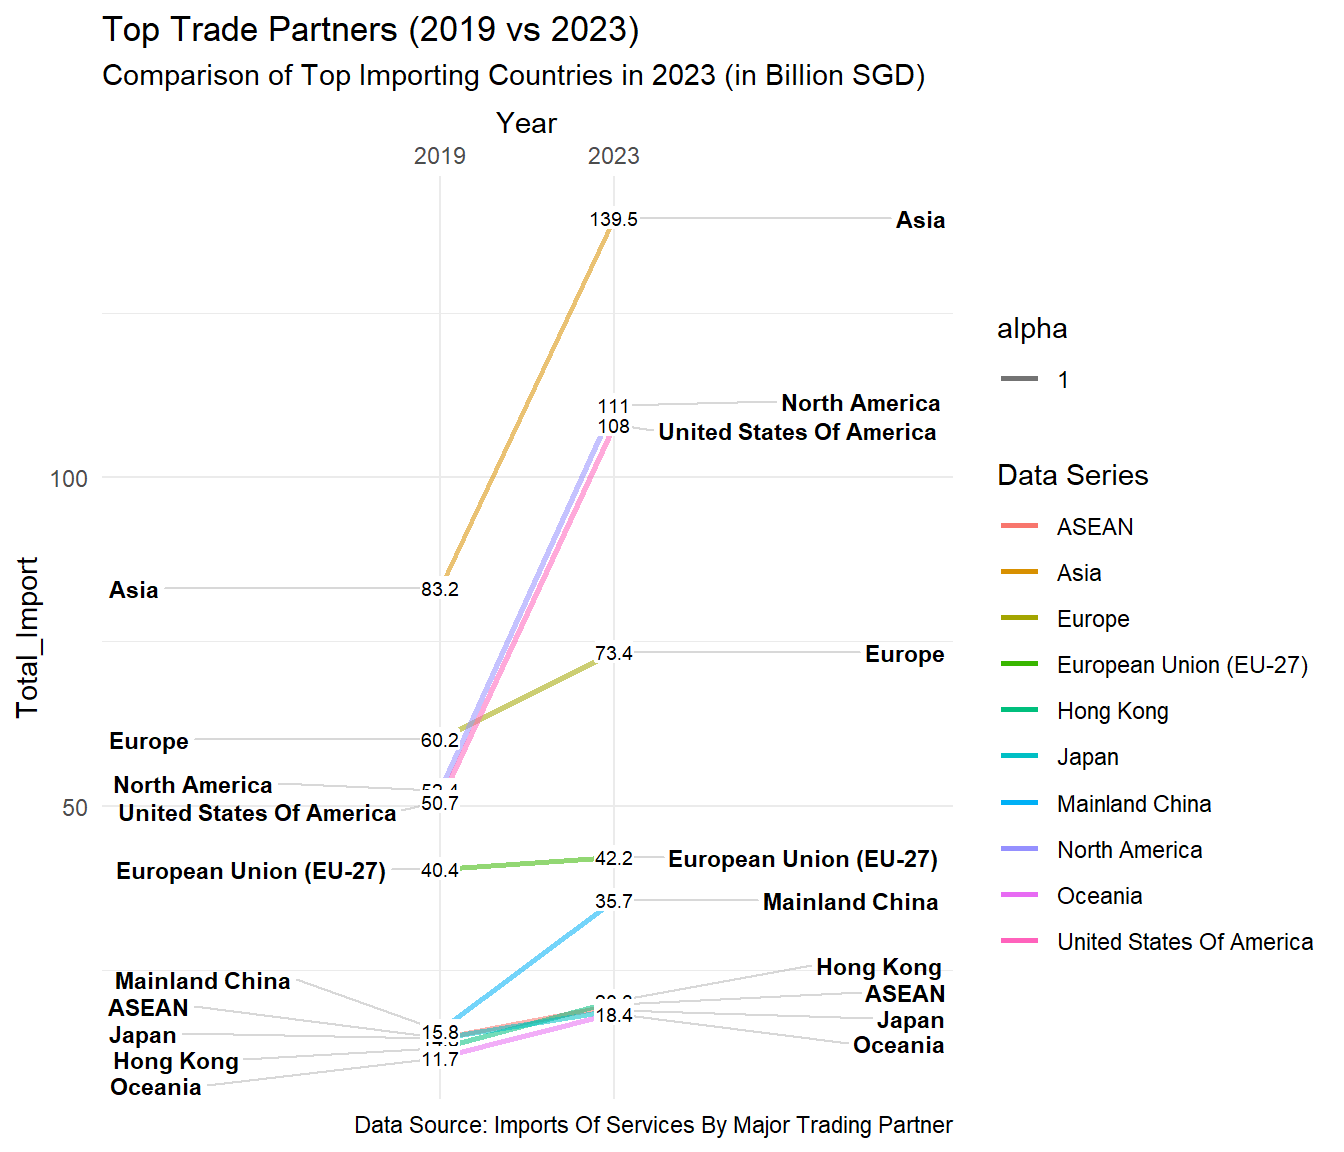 Top Trade Partners (2019 vs 2023)
Comparison of Top Importing Countries in 2023 (in Billion SGD)
Year
2019 2023
139.5 Asia
111 North America
108 United States Of America
alpha
1
100
Data Series
ASEAN
Asia
Europe
European Union (EU-27)
Hong Kong
Japan
Mainland China
North America
Oceania
United States Of America
Total_Import
Asia 83.2
73.4 Europe
Europe 60.2
North America
50
United States Of America 50.7
European Union (EU-27) 40.4
42.2 European Union (EU-27)
35.7 Mainland China
Mainland China 15.8
ASEAN
Japan
Hong Kong
Oceania 11.7
Hong Kong
ASEAN
18.4 Japan
Oceania
Data Source: Imports Of Services By Major Trading Partner